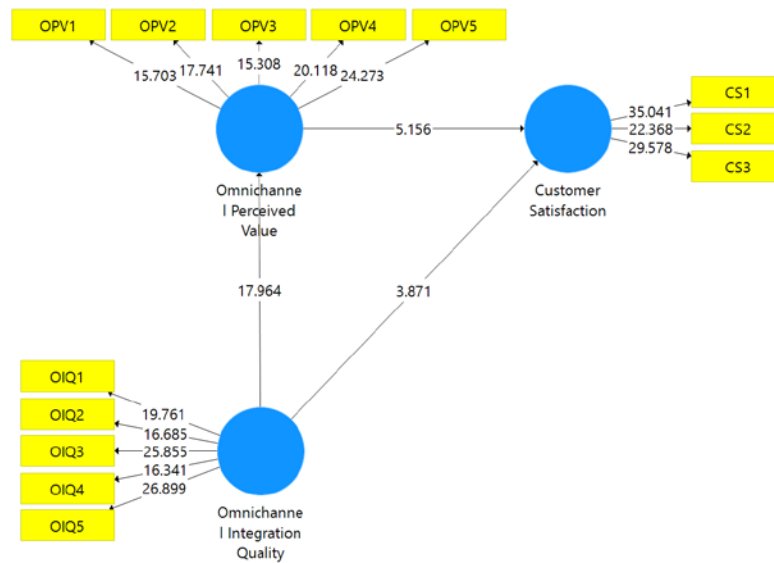 OPV1 OPV2 OPV3 OPV4 OPV5
15.703 17.741 15.308 20.118 24.273
CS1
35.041
5.156 22.368 CS2
29.578
CS3
Omnichanne
l Perceived
Value
Customer
Satisfaction
17.964 3.871
OIQ1
19.761
OIQ2
16.685
OIQ3 25.855
16.341
OIQ4
26.899
OIQ5
Omnichanne
l Integration
Quality